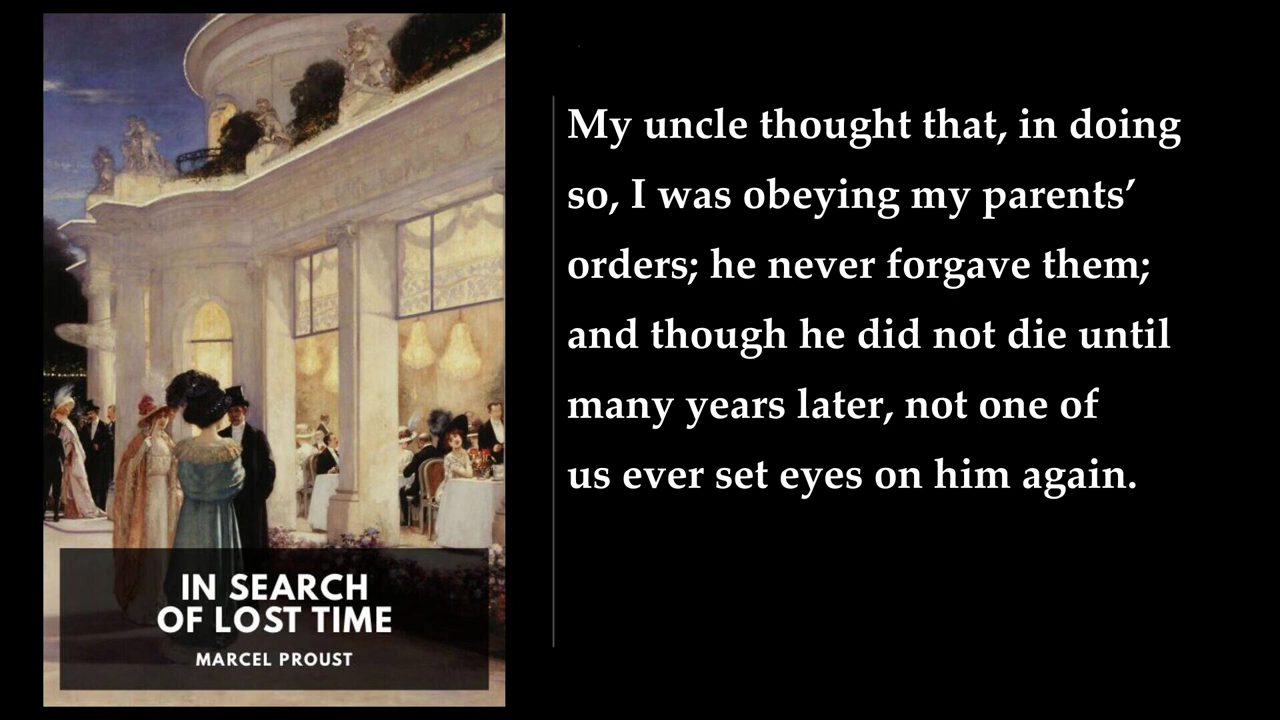 My uncle thought that, in doing
so, I was obeying my parents’
orders; he never forgave them;
and though he did not die until
many years later, not one of
us ever set eyes on him again.
IN SEARCH
OF LOST TIME
MARCEL PROUST